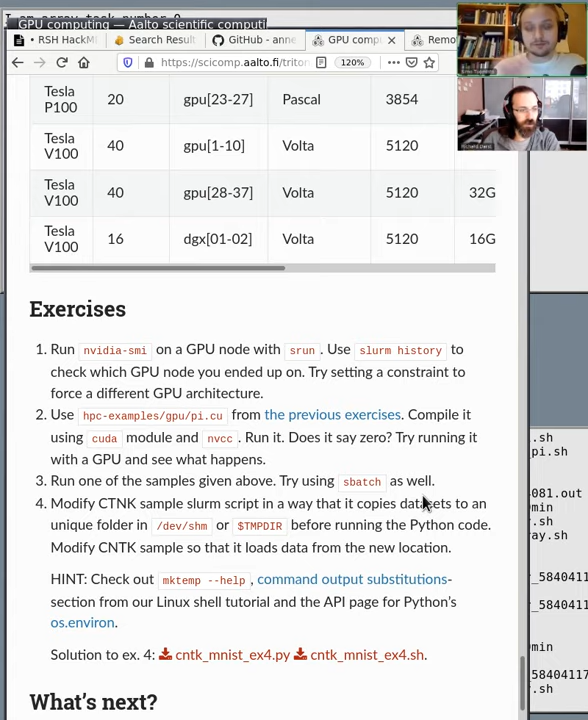 GPU computing — Aalto scientific computi
RSH HackM
Search Result
GitHub - anne
GPU comp
Remo
https://scicomp.aalto.fi/triton
120%
Tesla P100 20 gpu[23-27] Pascal 3854
Tesla V100 40 gpu[1-10] Volta 5120
Tesla V100 40 gpu[28-37] Volta 5120 32G
Tesla V100 16 dgx[01-02] Volta 5120 16G
Exercises
1. Run nvidia-smi on a GPU node with srun . Use slurm history to
check which GPU node you ended up on. Try setting a constraint to
force a different GPU architecture.
2. Use hpc-examples/gpu/pi.cu from the previous exercises. Compile it
using cuda module and nvcc . Run it. Does it say zero? Try running it
with a GPU and see what happens.
3. Run one of the samples given above. Try using sbatch as well.
4. Modify CTNK sample slurm script in a way that it copies datasets to an
unique folder in /dev/shm or $TMPDIR before running the Python code.
Modify CNTK sample so that it loads data from the new location.
HINT: Check out mktemp --help , command output substitutions-
section from our Linux shell tutorial and the API page for Python's
os.environ.
Solution to ex. 4: cntk_mnist_ex4.py cntk_mnist_ex4.sh.
What's next?
.sh
pi.sh
081.out
min
r.sh
ray.sh
_5840411
_5840411
min
_58404117
r.sh